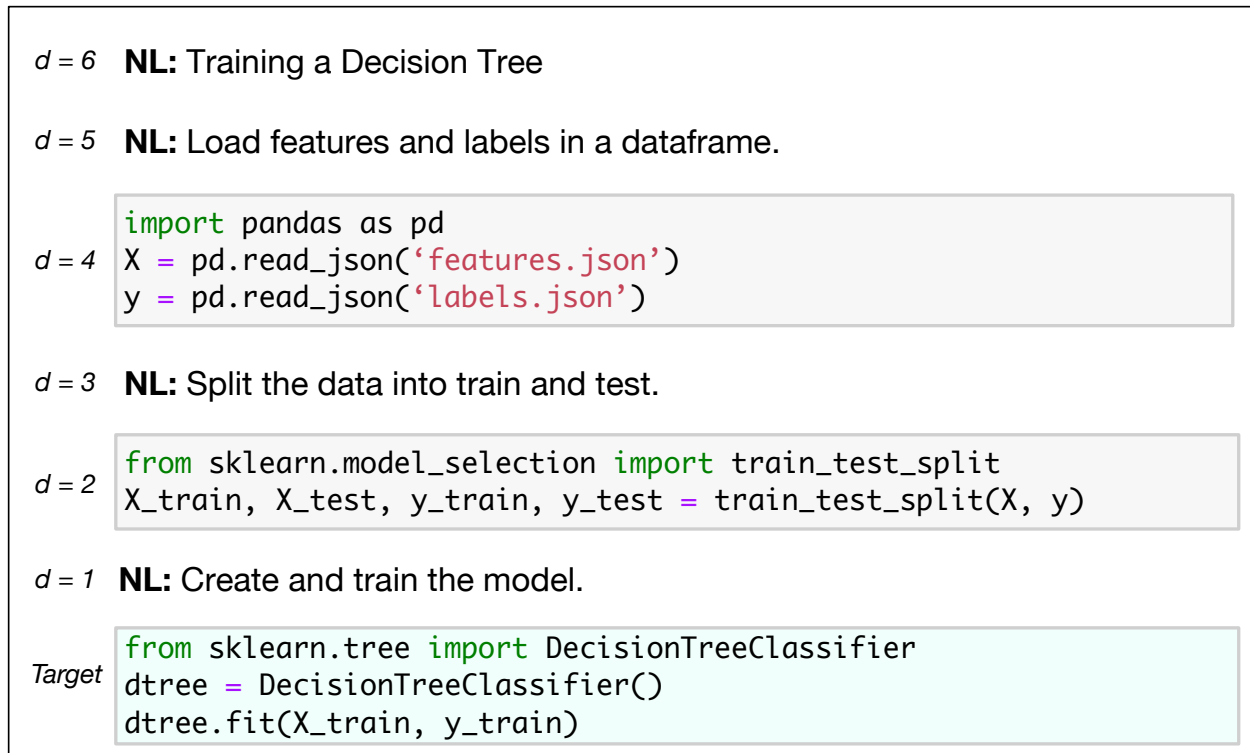 d = 6 NL: Training a Decision Tree
d = 5 NL: Load features and labels in a dataframe.
import pandas as pd
d = 4 X = pd.read_json(‘features.json’)
y = pd.read_json(‘labels.json’)
d = 3 NL: Split the data into train and test.
from sklearn.model_selection import train_test_split
d = 2 X_train, X_test, y_train, y_test = train_test_split(X, y)
d = 1 NL: Create and train the model.
from sklearn.tree import DecisionTreeClassifier
Target dtree = DecisionTreeClassifier()
dtree.fit(X_train, y_train)